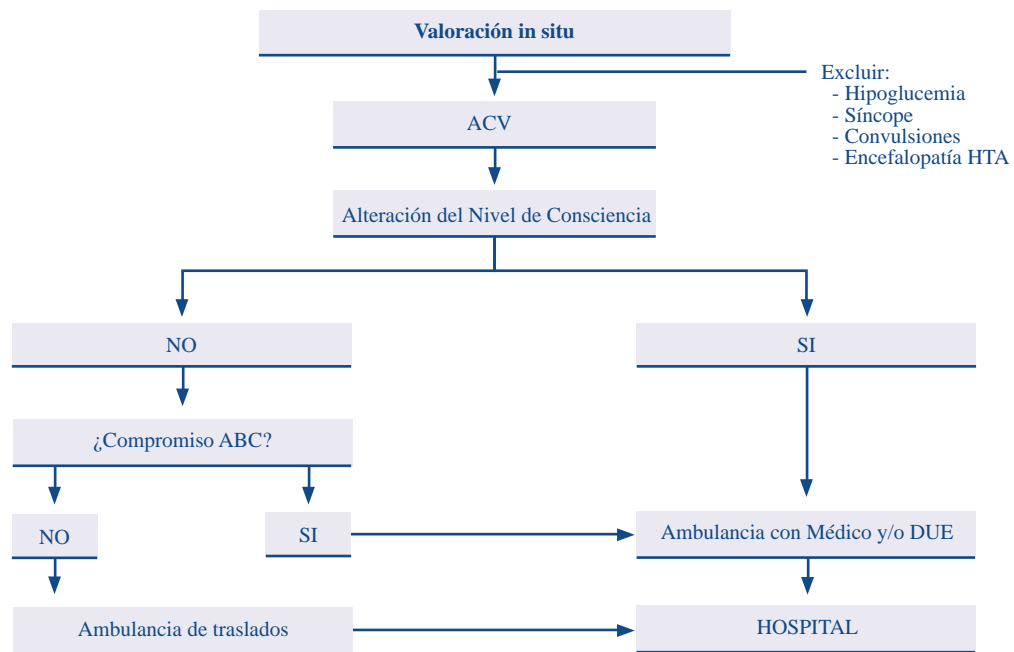 Valoración in situ
Excluir:
- Hipoglucemia
- Síncope
- Convulsiones
- Encefalopatía HTA
ACV
Alteración del Nivel de Consciencia
NO
SI
¿Compromiso ABC?
NO
SI
Ambulancia con Médico y/o DUE
Ambulancia de traslados
HOSPITAL